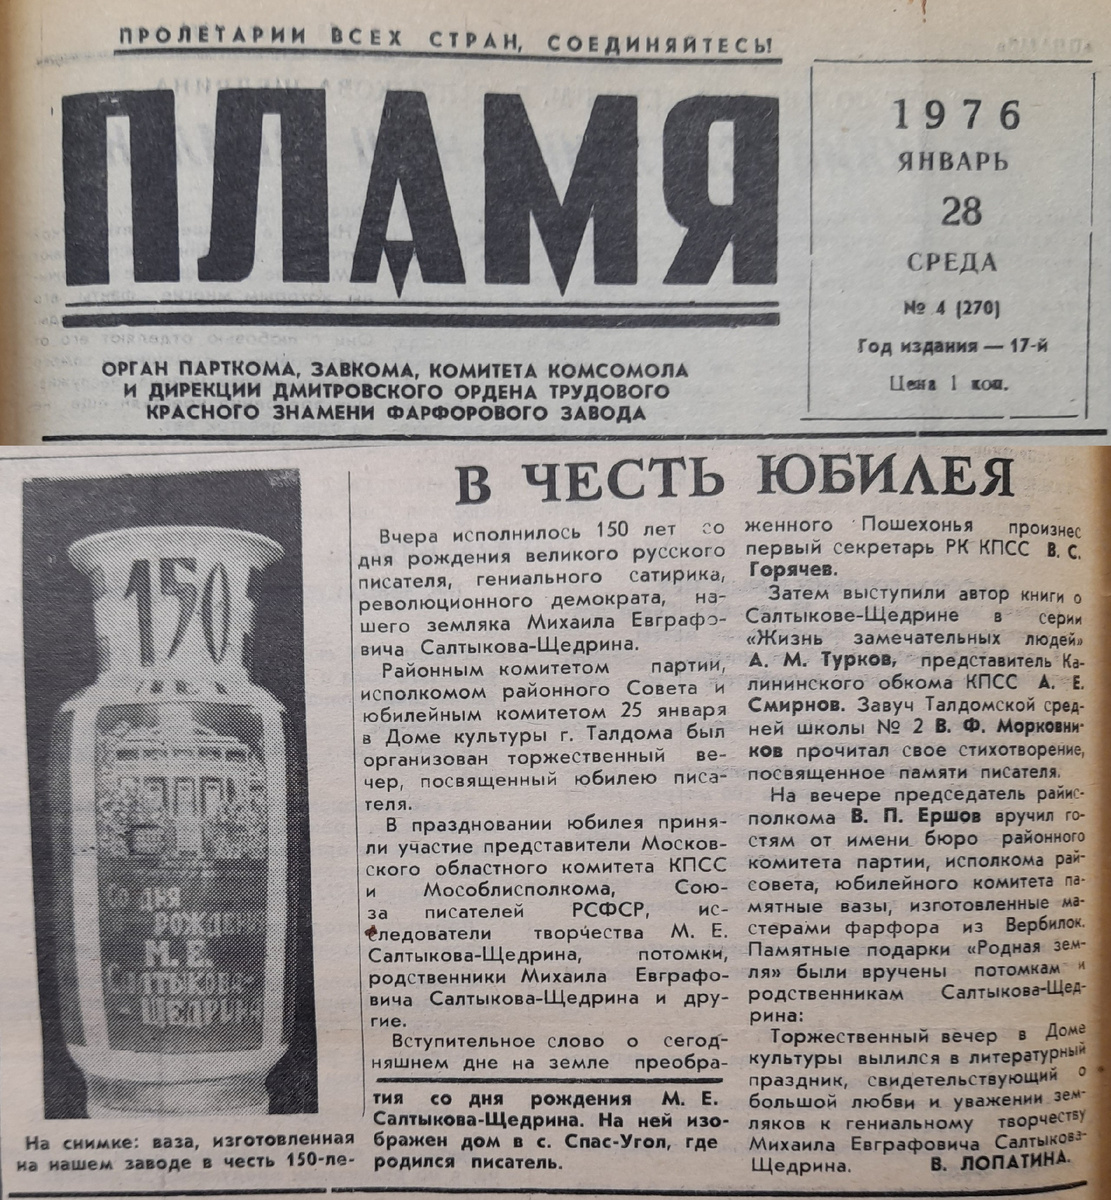 ПРОЛЕТАРИИ ВСЕХ СТРАН, СОЕДИНЯЙТЕСЬ!
ПЛАМЯ
ОРГАН ПАРТКОМА, ЗАВКОМА, КОМИТЕТА КОМСОМОЛА
И ДИРЕКЦИИ ДМИТРОВСКОГО ОРДЕНА ТРУДОВОГО
КРАСНОГО ЗНАМЕНИ ФАРФОРОВОГО ЗАВОДА
1976
ЯНВАРЬ
28
СРЕДА
№ 4 (270)
Год издания — 17-й
Цена 1 коп.
150
ЛЕТ
СО ДНЯ
РОЖДЕНИЯ
М. Е.
САЛТЫКОВА-
-ЩЕДРИНА
В ЧЕСТЬ ЮБИЛЕЯ
Вчера исполнилось 150 лет со
дня рождения великого русского
писателя, гениального сатирика,
революционного демократа, на-
шего земляка Михаила Евграфо-
вича Салтыкова-Щедрина.
Районным комитетом партии,
исполкомом районного Совета и
юбилейным комитетом 25 января
в Доме культуры г. Талдома был
организован торжественный ве-
чер, посвященный юбилею писа-
теля.
В праздновании юбилея приня-
ли участие представители Москов-
ского областного комитета КПСС
и Мособлисполкома, Сою-
за писателей РСФСР, ис-
следователи творчества М. Е.
Салтыкова-Щедрина, потомки,
родственники Михаила Евграфо-
вича Салтыкова-Щедрина и дру-
гие.
Вступительное слово о сегод-
няшнем дне на земле преобра-
женного Пошехонья произнес
первый секретарь РК КПСС В. С.
Горячев.
Затем выступили автор книги о
Салтыкове-Щедрине в серии
«Жизнь замечательных людей»
А. М. Турков, представитель Ка-
лининского обкома КПСС А. Е.
Смирнов. Завуч Талдомской сред-
ней школы № 2 В. Ф. Морковни-
ков прочитал свое стихотворение,
посвященное памяти писателя.
На вечере председатель райис-
полкома В. П. Ершов вручил го-
стям от имени бюро районного
комитета партии, исполкома рай-
совета, юбилейного комитета па-
мятные вазы, изготовленные ма-
стерами фарфора из Вербилок.
Памятные подарки «Родная зем-
ля» были вручены потомкам и
родственникам Салтыкова-Щед-
рина:
Торжественный вечер в Доме
культуры вылился в литературный
праздник, свидетельствующий о
большой любви и уважении зем-
ляков к гениальному творчеству
Михаила Евграфовича Салтыкова-
Щедрина. В. ЛОПАТИНА.
На снимке: ваза, изготовленная
на нашем заводе в честь 150-ле-
тия со дня рождения М. Е.
Салтыкова-Щедрина. На ней изо-
бражен дом в с. Спас-Угол, где
родился писатель.